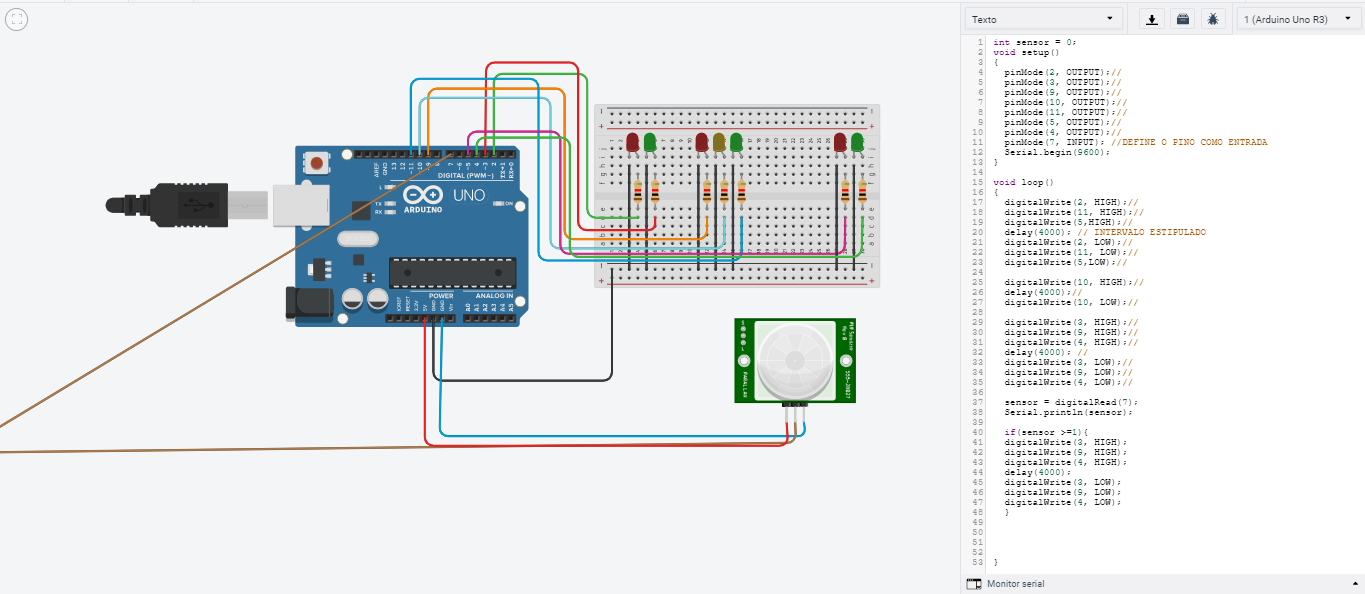 Texto
1 (Arduino Uno R3)
1 int sensor = 0;
2 void setup()
3 {
4 pinMode(2, OUTPUT);//
5 pinMode(3, OUTPUT);//
6 pinMode(9, OUTPUT);//
7 pinMode(10, OUTPUT);//
8 pinMode(11, OUTPUT);//
9 pinMode(5, OUTPUT);//
10 pinMode(4, OUTPUT);//
11 pinMode(7, INPUT); //DEFINE O PINO COMO ENTRADA
12 Serial.begin(9600);
13 }
14
15 void loop()
16 {
17 digitalWrite(2, HIGH);//
18 digitalWrite(11, HIGH);//
19 digitalWrite(5,HIGH);//
20 delay(4000); // INTERVALO ESTIPULADO
21 digitalWrite(2, LOW);//
22 digitalWrite(11, LOW);//
23 digitalWrite(5,LOW);//
24
25 digitalWrite(10, HIGH);//
26 delay(4000);//
27 digitalWrite(10, LOW);//
28
29 digitalWrite(3, HIGH);//
30 digitalWrite(9, HIGH);//
31 digitalWrite(4, HIGH);//
32 delay(4000); //
33 digitalWrite(3, LOW);//
34 digitalWrite(9, LOW);//
35 digitalWrite(4, LOW);//
36
37 sensor = digitalRead(7);
38 Serial.println(sensor);
39
40 if(sensor >=1){
41 digitalWrite(3, HIGH);
42 digitalWrite(9, HIGH);
43 digitalWrite(4, HIGH);
44 delay(4000);
45 digitalWrite(3, LOW);
46 digitalWrite(9, LOW);
47 digitalWrite(4, LOW);
48 }
49
50
51
52
53 }
Monitor serial
AREF
GND
13
12
~11
~10
~9
8
7
~6
~5
4
~3
2
TX→1
RX←0
DIGITAL (PWM~)
L
TX
RX
ARDUINO
UNO
ON
POWER
ANALOG IN
IOREF
RESET
3.3V
5V
GND
GND
Vin
A0
A1
A2
A3
A4
A5
PIR Sensor
Rev B
555-28027
PARALLAX